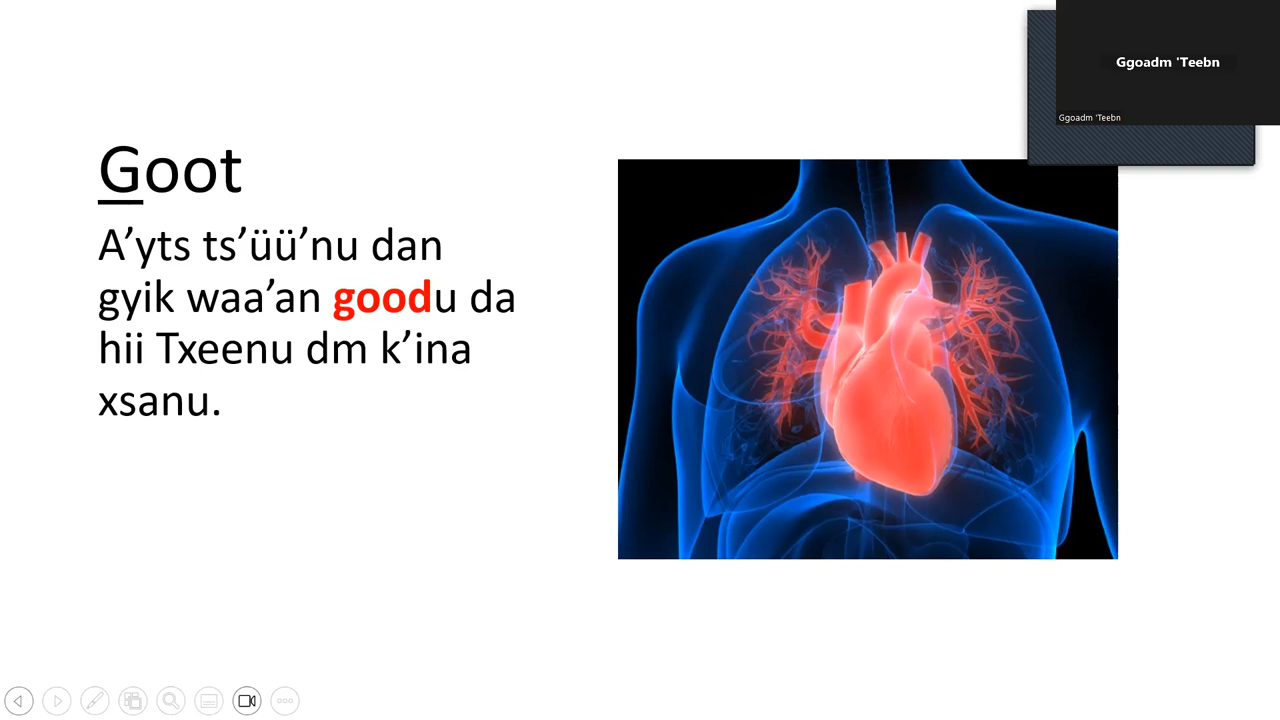 Ggoadm 'Teebn
Ggoadm 'Teebn
G̲oot
A’yts ts’üü’nu dan
gyik waa’an goodu da
hii Txeenu dm k’ina
xsanu.